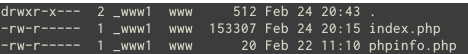 drwxr-x---  2 _www1  www     512 Feb 24 20:43 .
-rw-r-----  1 _www1  www  153307 Feb 24 20:15 index.php
-rw-r-----  1 _www1  www      20 Feb 22 11:10 phpinfo.php